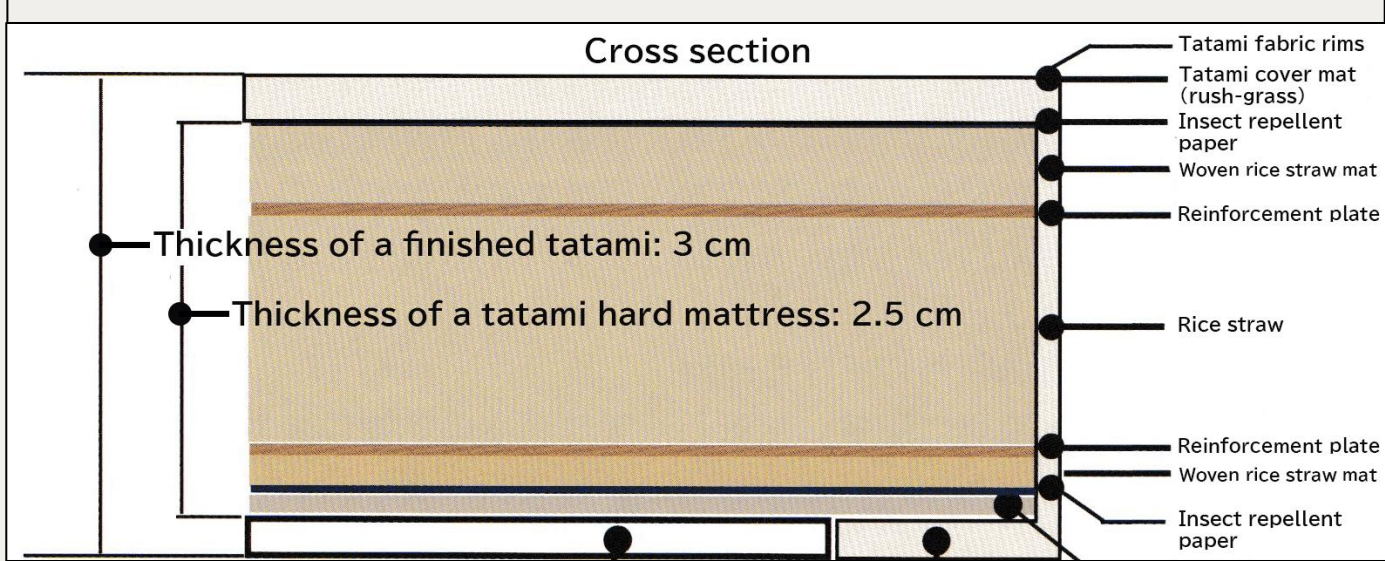 Cross section
Tatami fabric rims
Tatami cover mat
(rush-grass)
Insect repellent
paper
Woven rice straw mat
Reinforcement plate
Thickness of a finished tatami: 3 cm
Thickness of a tatami hard mattress: 2.5 cm
Rice straw
Reinforcement plate
Woven rice straw mat
Insect repellent
paper